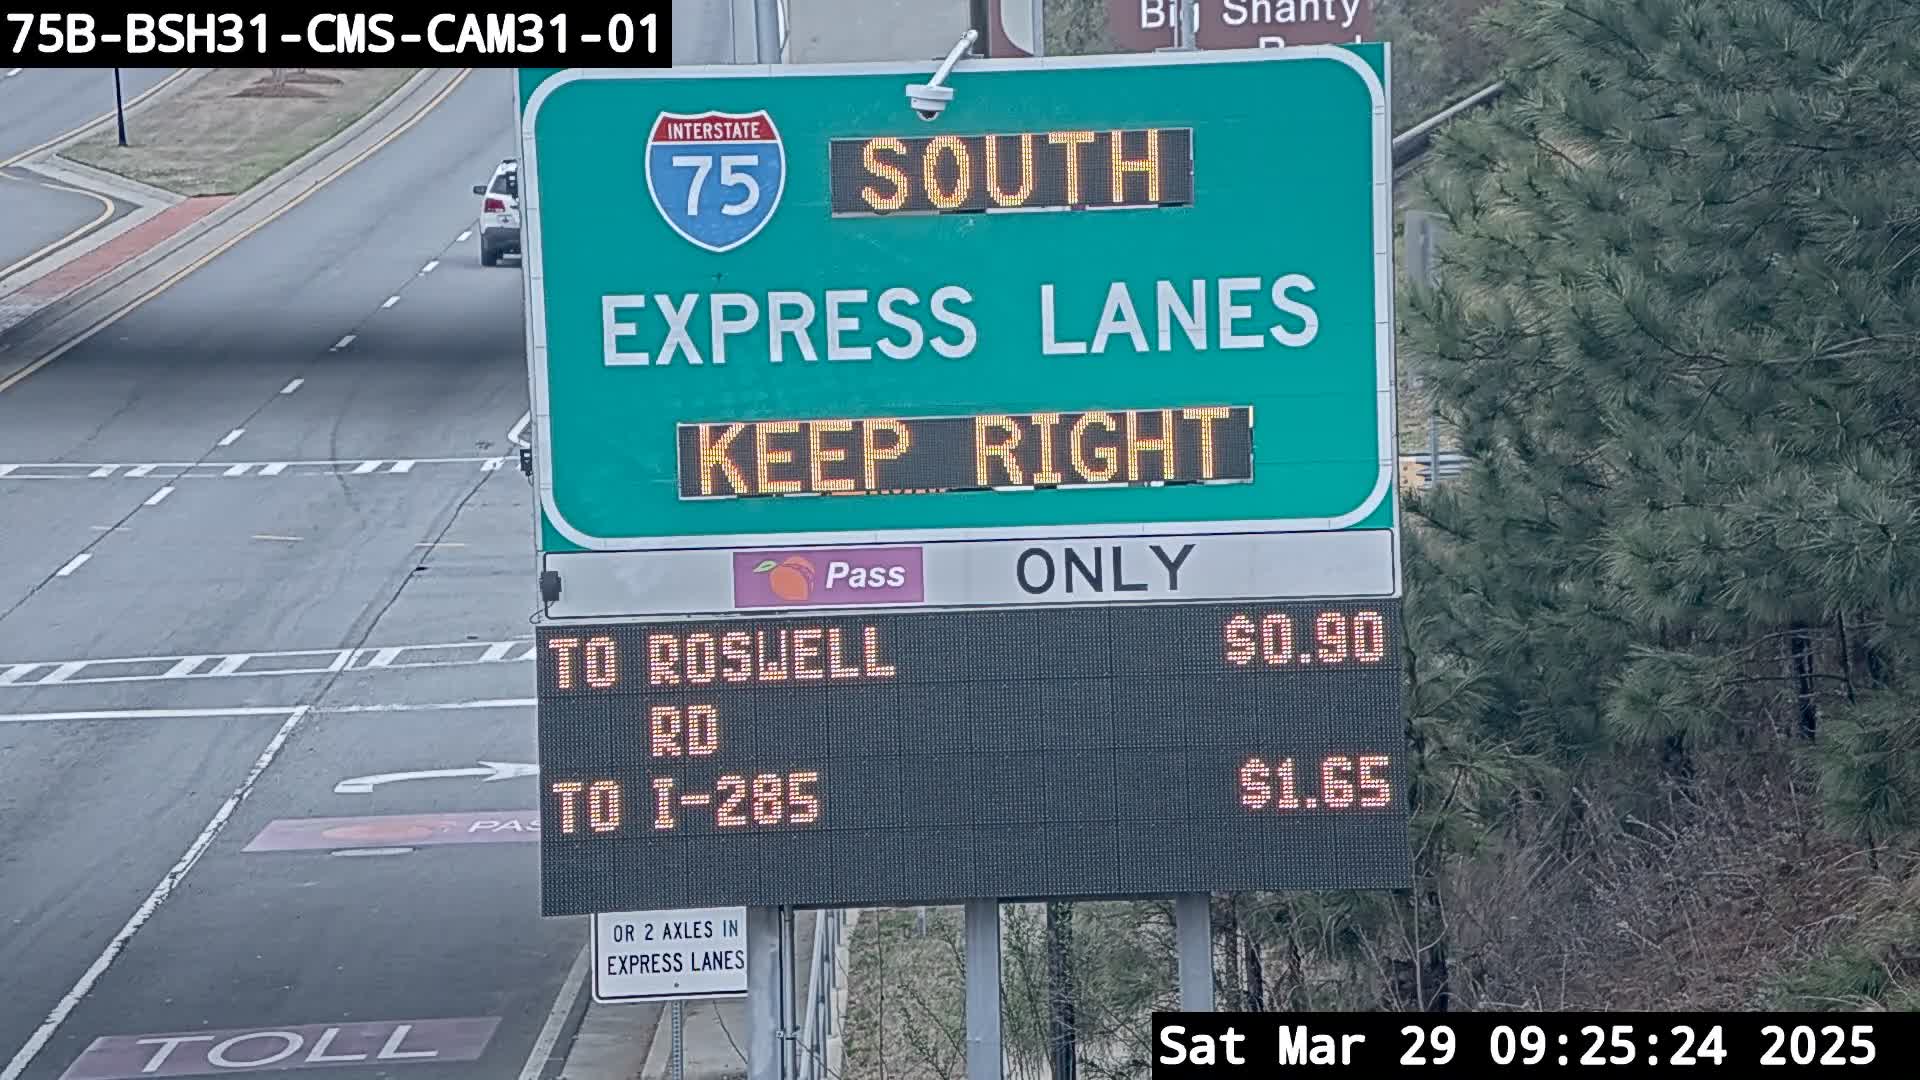 75B-BSH31-CMS-CAM31-01
Big Shanty
INTERSTATE
75
SOUTH
EXPRESS LANES
KEEP RIGHT
Pass
ONLY
TO ROSWELL $0.90
RD
TO I-285 $1.65
OR 2 AXLES IN
EXPRESS LANES
TOLL
Sat Mar 29 09:25:24 2025